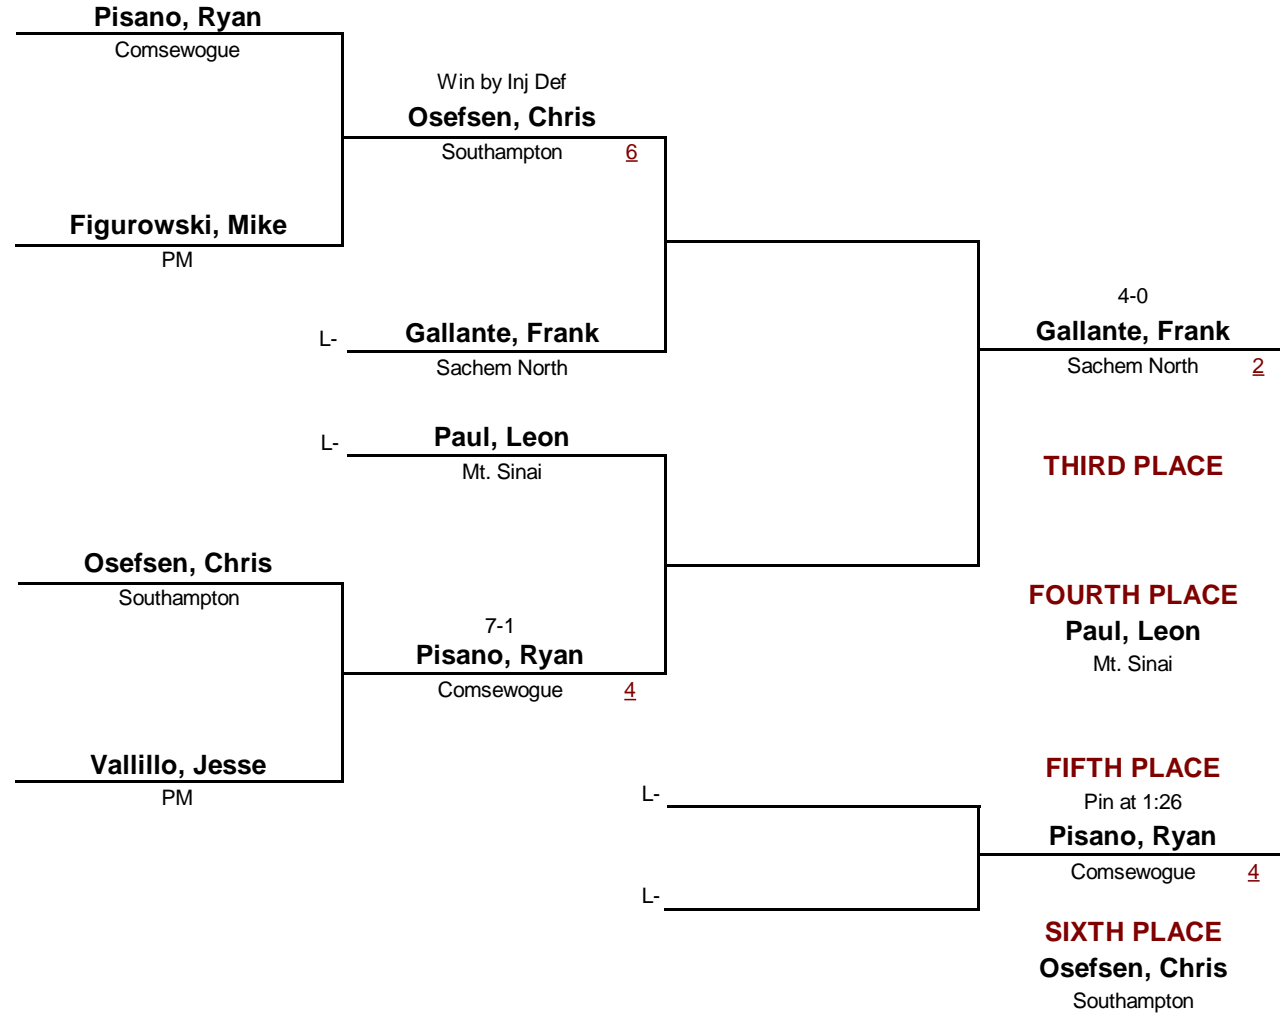 Pisano, Ryan
Comsewogue
Win by Inj Def
Osefsen, Chris
Southampton 6
Figurowski, Mike
PM
4-0
Gallante, Frank
Sachem North 2
L- Gallante, Frank
Sachem North
L- Paul, Leon
Mt. Sinai
THIRD PLACE
Osefsen, Chris
Southampton
FOURTH PLACE
Paul, Leon
Mt. Sinai
7-1
Pisano, Ryan
Comsewogue 4
Vallillo, Jesse
PM
FIFTH PLACE
L-
Pin at 1:26
Pisano, Ryan
Comsewogue 4
L-
SIXTH PLACE
Osefsen, Chris
Southampton